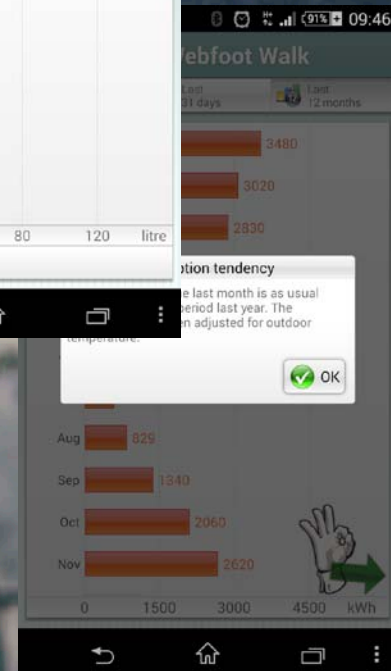 91% 09:46
Webfoot Walk
Last
31 days
Last
12 months
3480
3020
2830
80 120 litre
ption tendency
e last month is as usual
period last year. The
en adjusted for outdoor
temperature.
OK
Aug 829
Sep 1340
Oct 2060
Nov 2620
0 1500 3000 4500 kWh